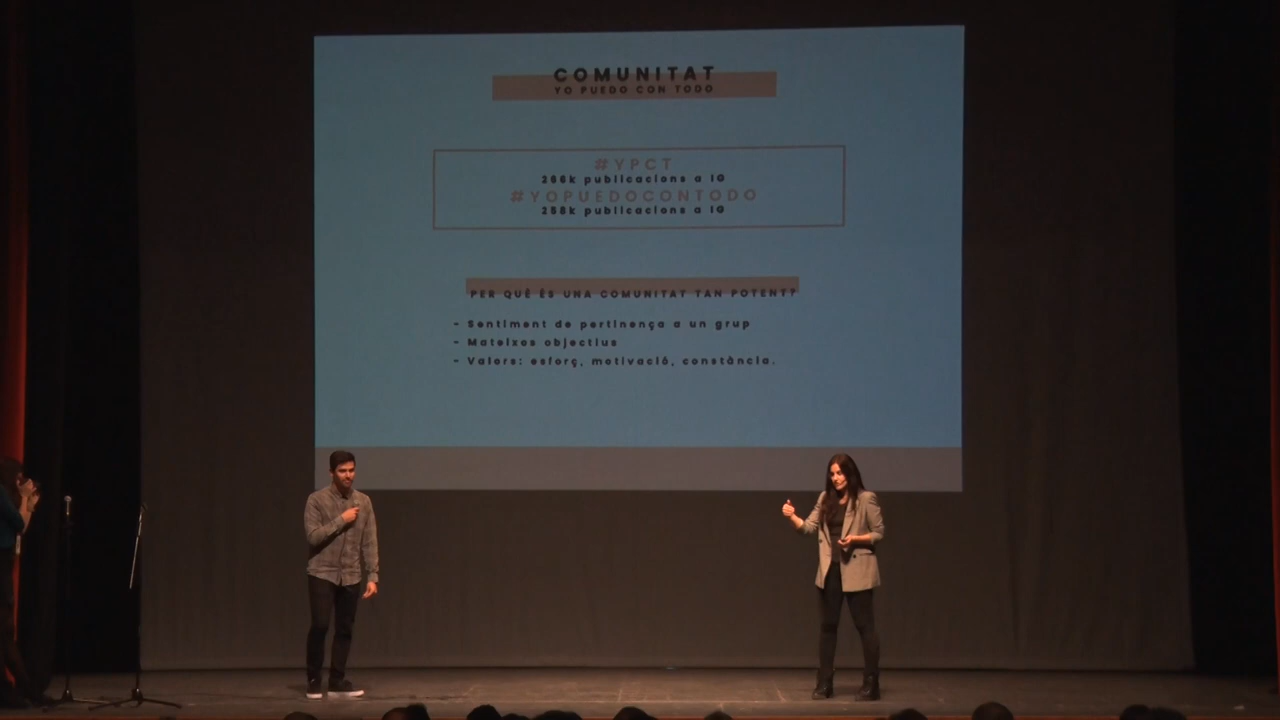 COMUNITAT
YO PUEDO CON TODO
#YPCT
266k publicacions a IG
#YOPUEDOCONTODO
258k publicacions a IG
PER QUÈ ÉS UNA COMUNITAT TAN POTENT?
- Sentiment de pertinença a un grup
- Mateixos objectius
- Valors: esforç, motivació, constància.